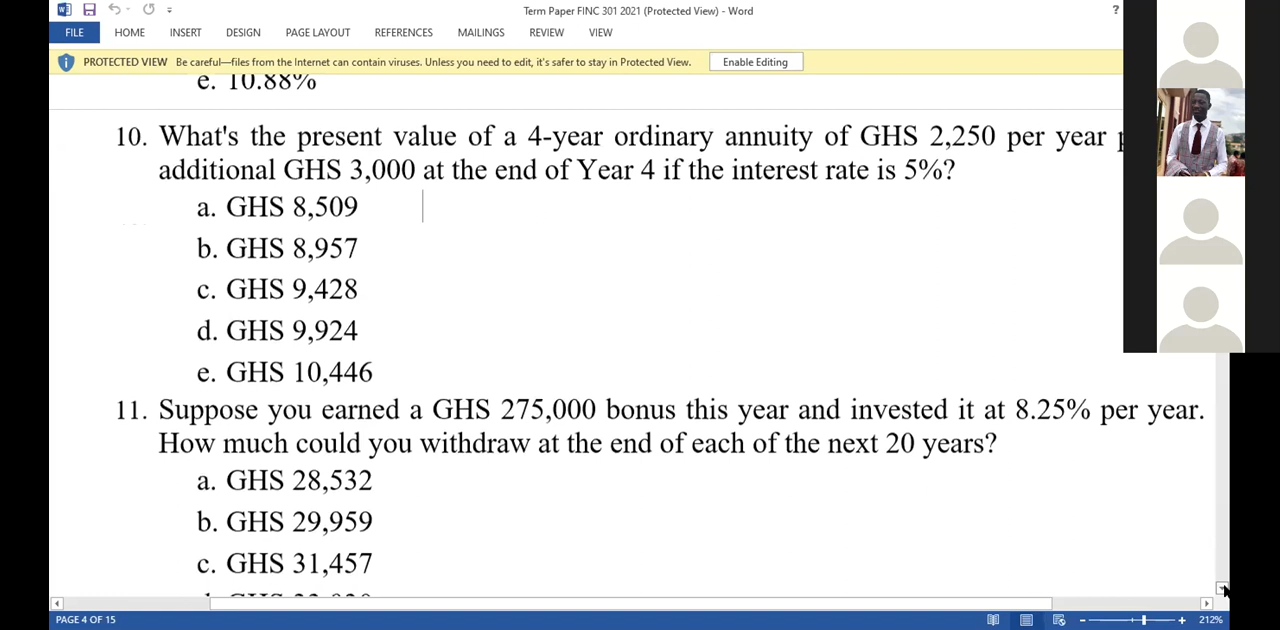 Term Paper FINC 301 2021 (Protected View) - Word
?
FILE HOME INSERT DESIGN PAGE LAYOUT REFERENCES MAILINGS REVIEW VIEW
PROTECTED VIEW Be careful—files from the Internet can contain viruses. Unless you need to edit, it's safer to stay in Protected View. Enable Editing
e. 10.88%
10. What's the present value of a 4-year ordinary annuity of GHS 2,250 per year
additional GHS 3,000 at the end of Year 4 if the interest rate is 5%?
a. GHS 8,509
b. GHS 8,957
c. GHS 9,428
d. GHS 9,924
e. GHS 10,446
11. Suppose you earned a GHS 275,000 bonus this year and invested it at 8.25% per year.
How much could you withdraw at the end of each of the next 20 years?
a. GHS 28,532
b. GHS 29,959
c. GHS 31,457
PAGE 4 OF 15
212%